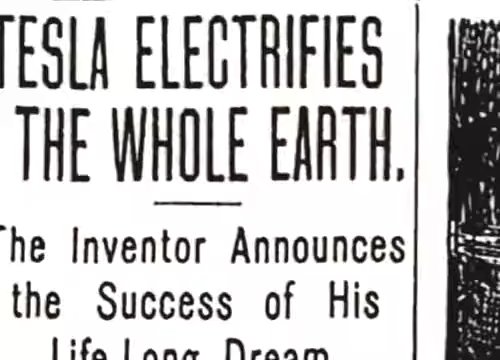 TESLA ELECTRIFIES
THE WHOLE EARTH.
The Inventor Announces
the Success of His
Life Long Dream